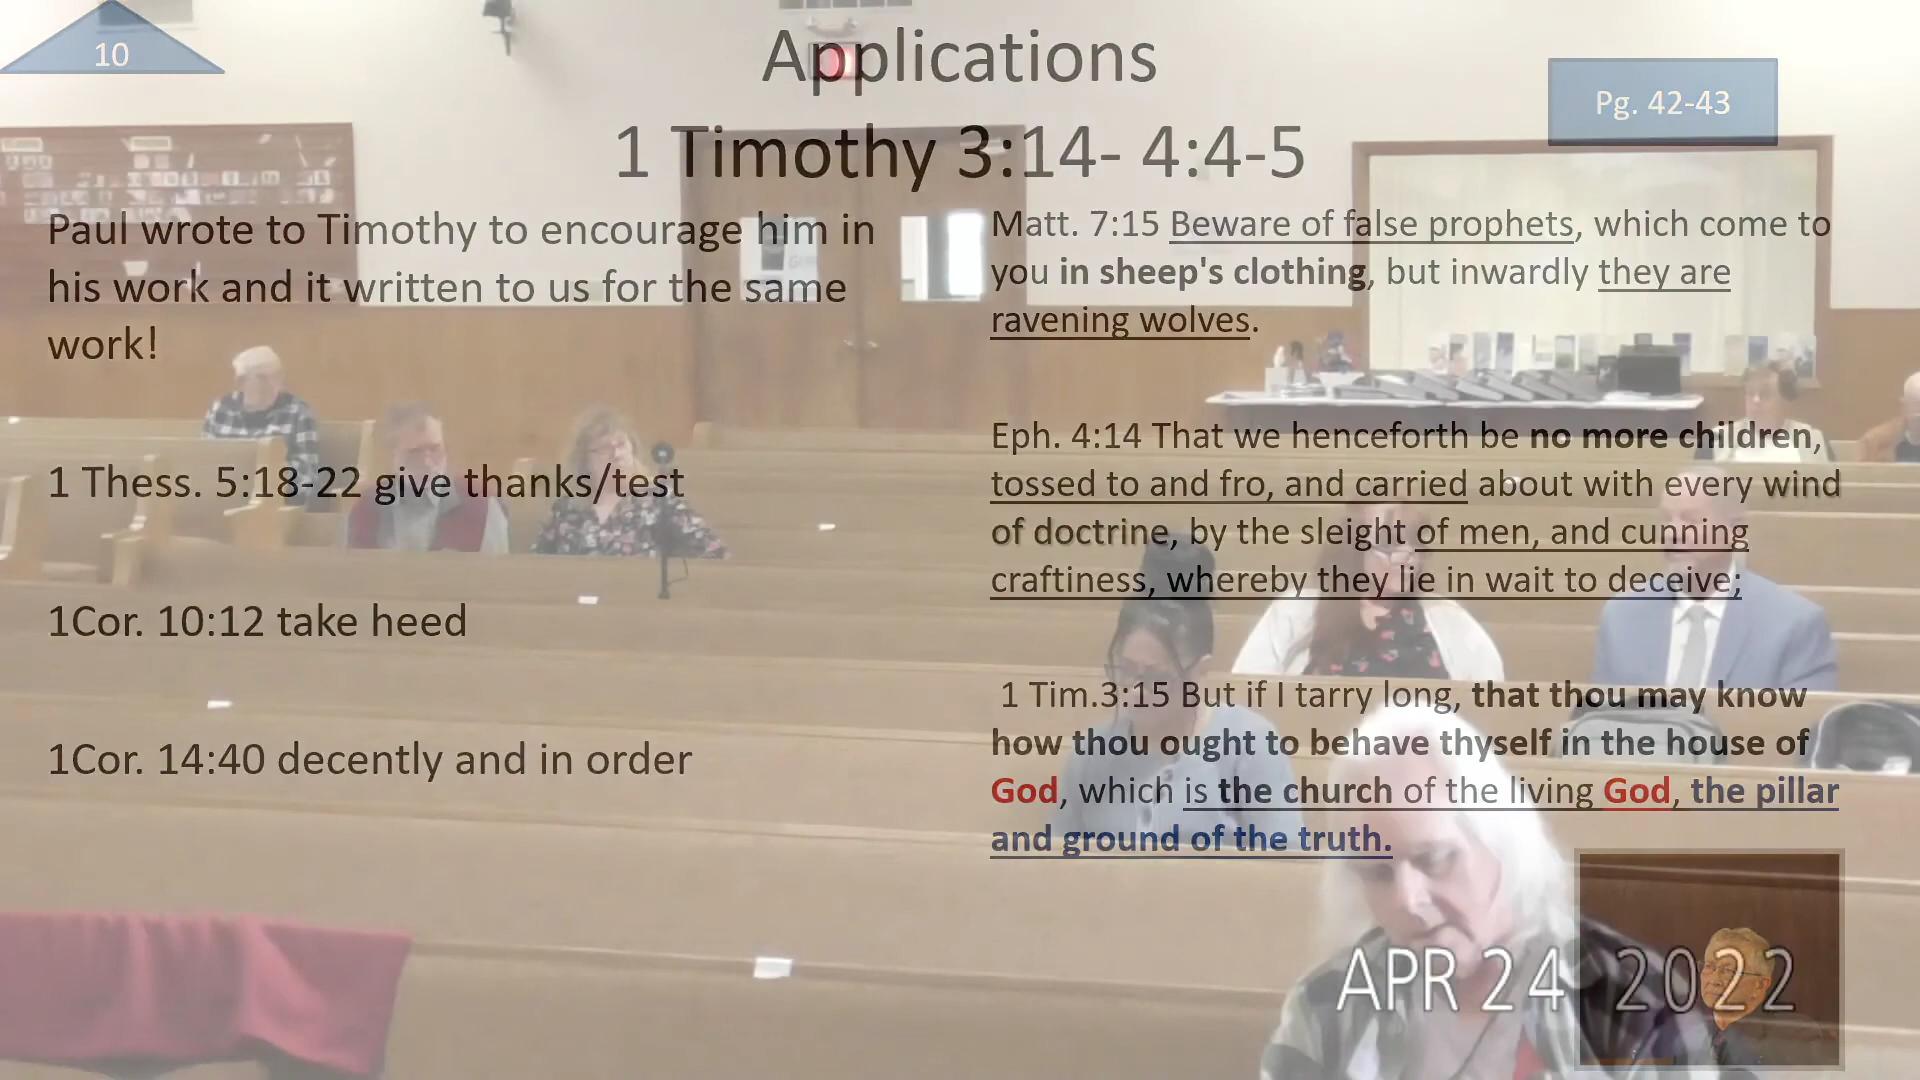 10
Applications
1 Timothy 3:14- 4:4-5
Pg. 42-43
Paul wrote to Timothy to encourage him in
his work and it written to us for the same
work!
1 Thess. 5:18-22 give thanks/test
1Cor. 10:12 take heed
1Cor. 14:40 decently and in order
Matt. 7:15 Beware of false prophets, which come to
you in sheep's clothing, but inwardly they are
ravening wolves.
Eph. 4:14 That we henceforth be no more children,
tossed to and fro, and carried about with every wind
of doctrine, by the sleight of men, and cunning
craftiness, whereby they lie in wait to deceive;
1 Tim.3:15 But if I tarry long, that thou may know
how thou ought to behave thyself in the house of
God, which is the church of the living God, the pillar
and ground of the truth.
APR 24 2022